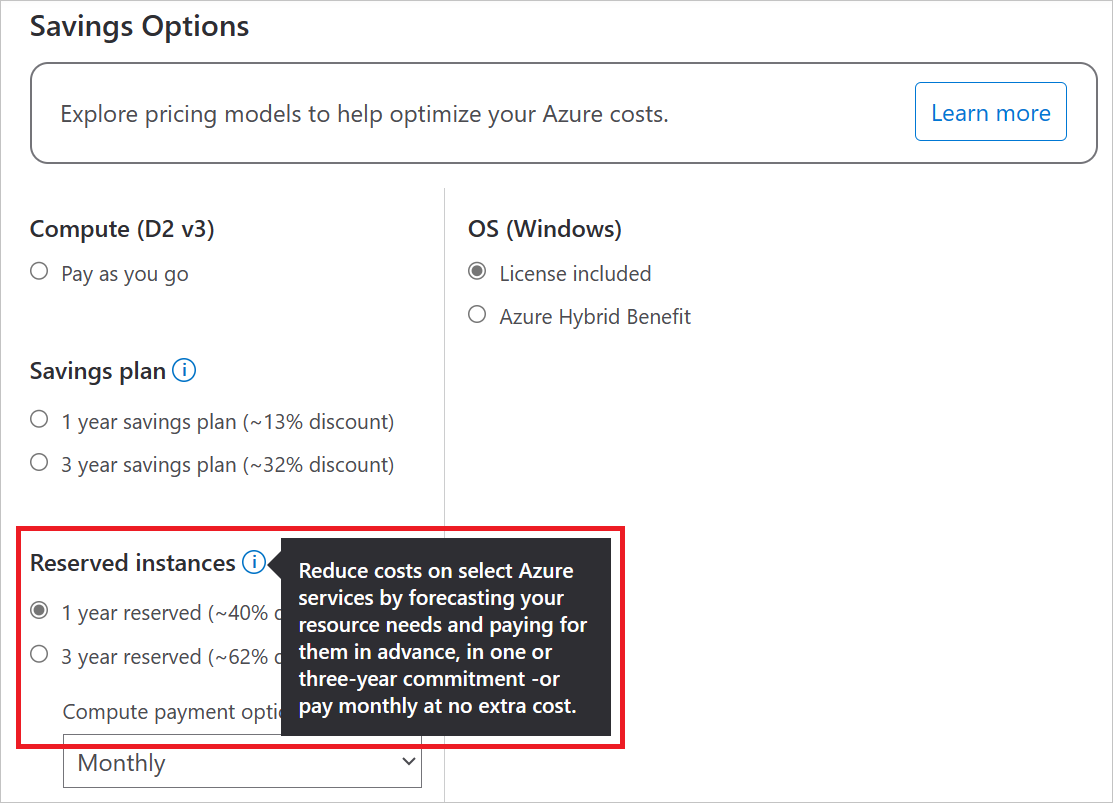 Savings Options
Explore pricing models to help optimize your Azure costs.
Learn more
Compute (D2 v3)
Pay as you go
Savings plan
1 year savings plan (~13% discount)
3 year savings plan (~32% discount)
Reserved instances
1 year reserved (~40%
3 year reserved (~62%
Compute payment
Monthly
Reduce costs on select Azure
services by forecasting your
resource needs and paying for
them in advance, in one or
three-year commitment -or
pay monthly at no extra cost.
OS (Windows)
License included
Azure Hybrid Benefit